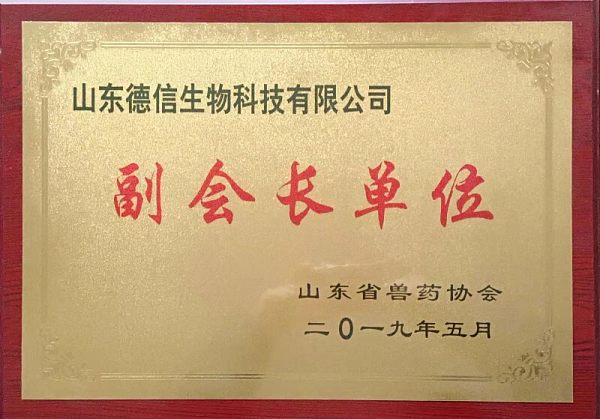 山东德信生物科技有限公司
副会长单位
山东省兽药协会
二0一九年五月